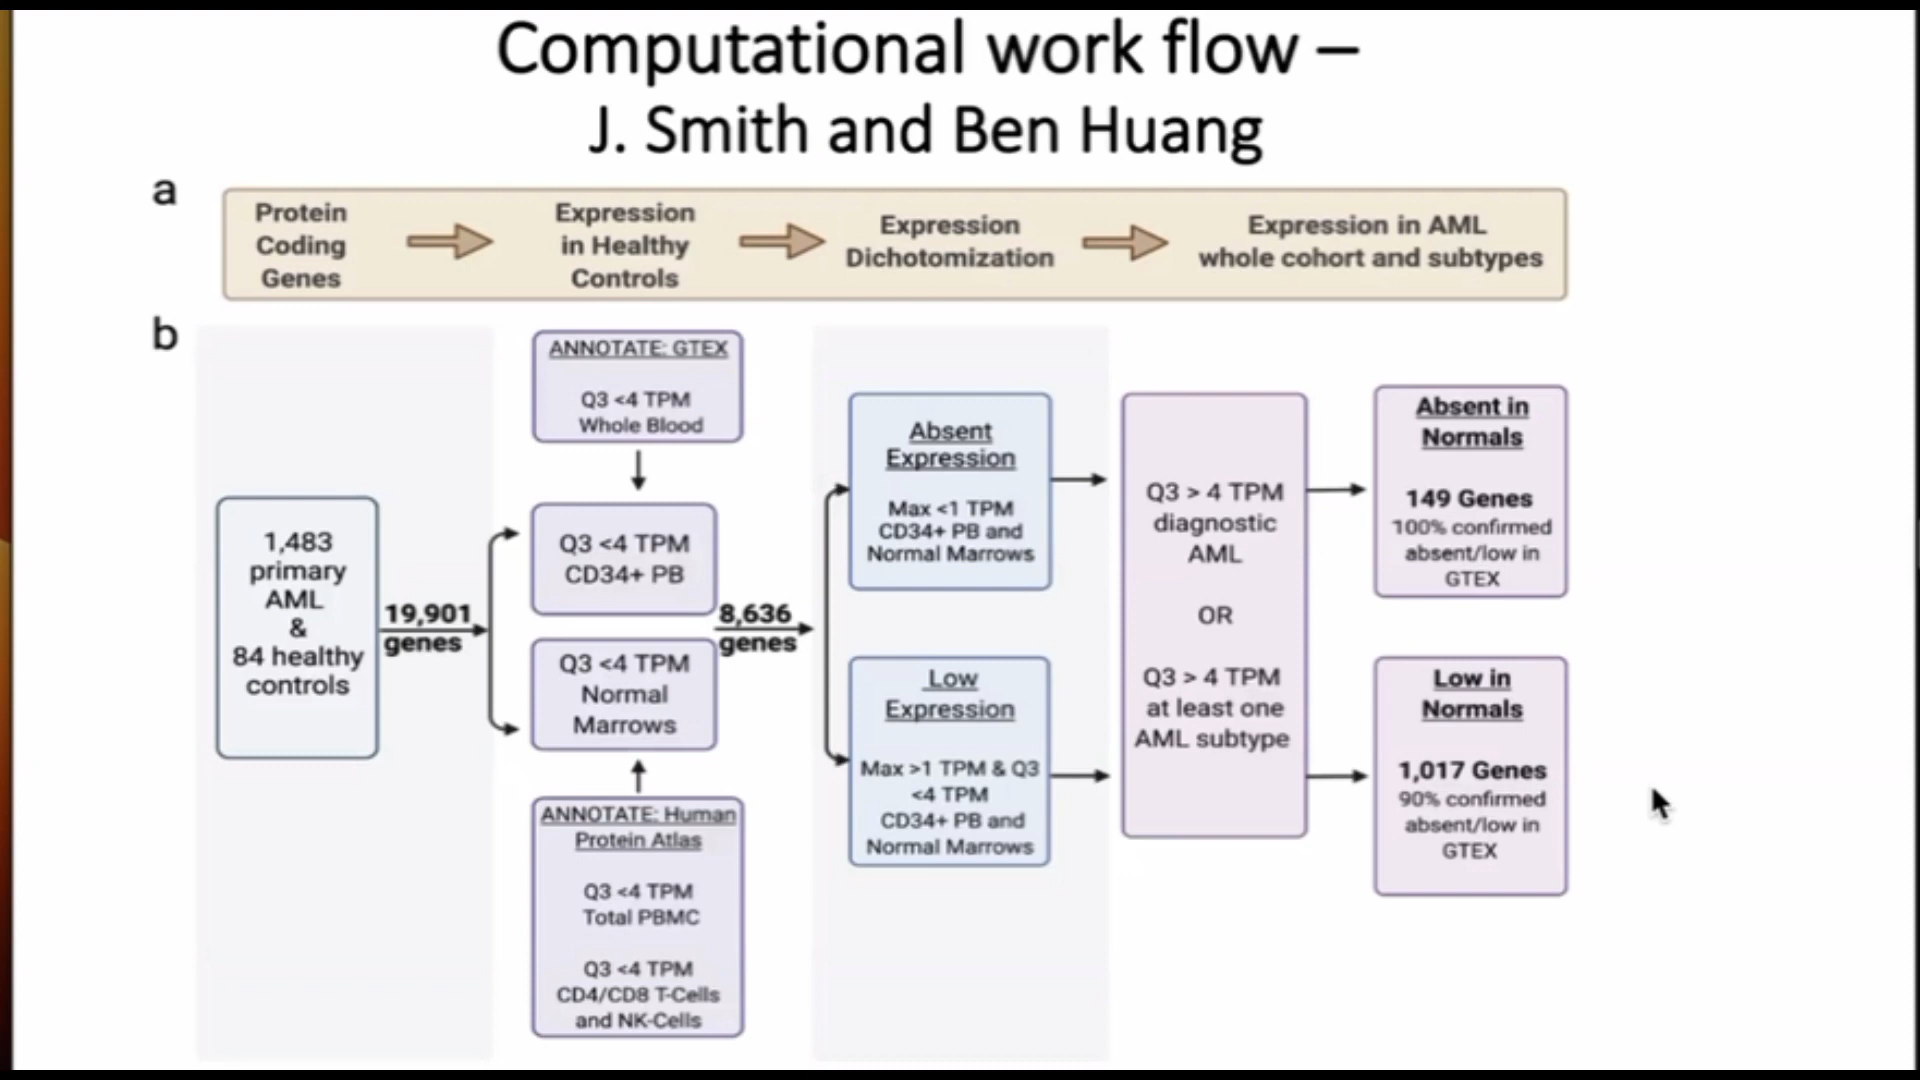 Computational work flow –
J. Smith and Ben Huang
a
Protein
Coding
Genes
Expression
in Healthy
Controls
Expression
Dichotomization
Expression in AML
whole cohort and subtypes
b
1,483
primary
AML
&
84 healthy
controls
19,901
genes
ANNOTATE: GTEX
Q3 <4 TPM
Whole Blood
Q3 <4 TPM
CD34+ PB
Q3 <4 TPM
Normal
Marrows
ANNOTATE: Human
Protein Atlas
Q3 <4 TPM
Total PBMC
Q3 <4 TPM
CD4/CD8 T-Cells
and NK-Cells
8,636
genes
Absent
Expression
Max <1 TPM
CD34+ PB and
Normal Marrows
Low
Expression
Max >1 TPM & Q3
<4 TPM
CD34+ PB and
Normal Marrows
Q3 > 4 TPM
diagnostic
AML
OR
Q3 > 4 TPM
at least one
AML subtype
Absent in
Normals
149 Genes
100% confirmed
absent/low in
GTEX
Low in
Normals
1,017 Genes
90% confirmed
absent/low in
GTEX